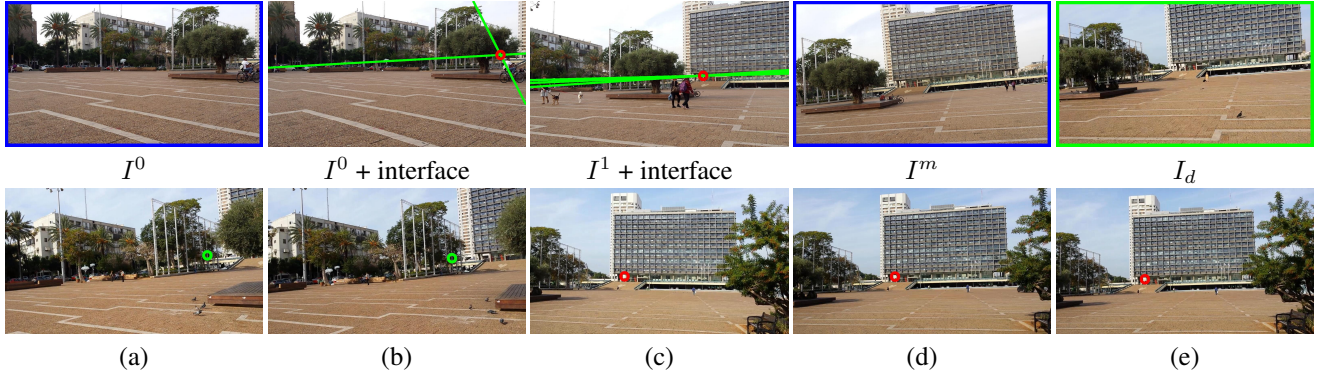 I^0
I^0 + interface
I^1 + interface
I^m
I_d
(a)
(b)
(c)
(d)
(e)